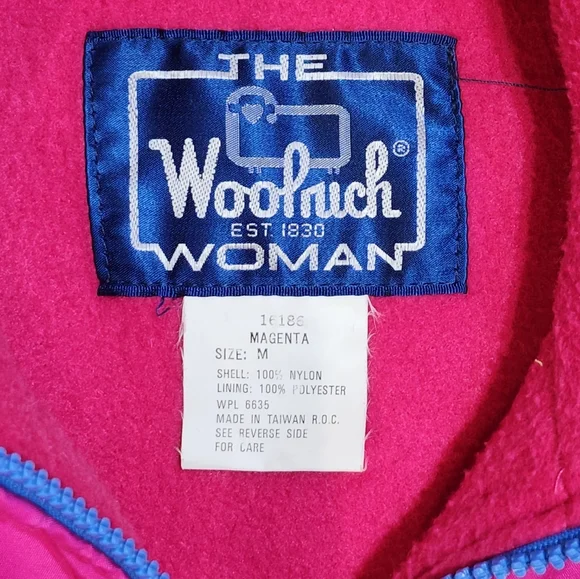 THE
Woolrich®
EST. 1830
WOMAN
16186
MAGENTA
SIZE: M
SHELL: 100% NYLON
LINING: 100% POLYESTER
WPL 6635
MADE IN TAIWAN R.O.C.
SEE REVERSE SIDE
FOR CARE